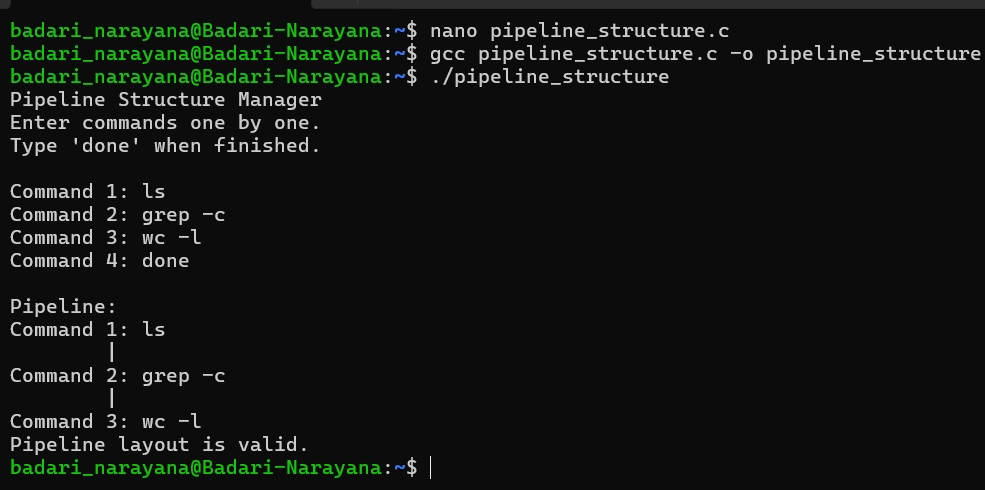 badari_narayana@Badari-Narayana:~$ nano pipeline_structure.c
badari_narayana@Badari-Narayana:~$ gcc pipeline_structure.c -o pipeline_structure
badari_narayana@Badari-Narayana:~$ ./pipeline_structure
Pipeline Structure Manager
Enter commands one by one.
Type 'done' when finished.

Command 1: ls
Command 2: grep -c
Command 3: wc -l
Command 4: done

Pipeline:
Command 1: ls
        |
Command 2: grep -c
        |
Command 3: wc -l
Pipeline layout is valid.
badari_narayana@Badari-Narayana:~$